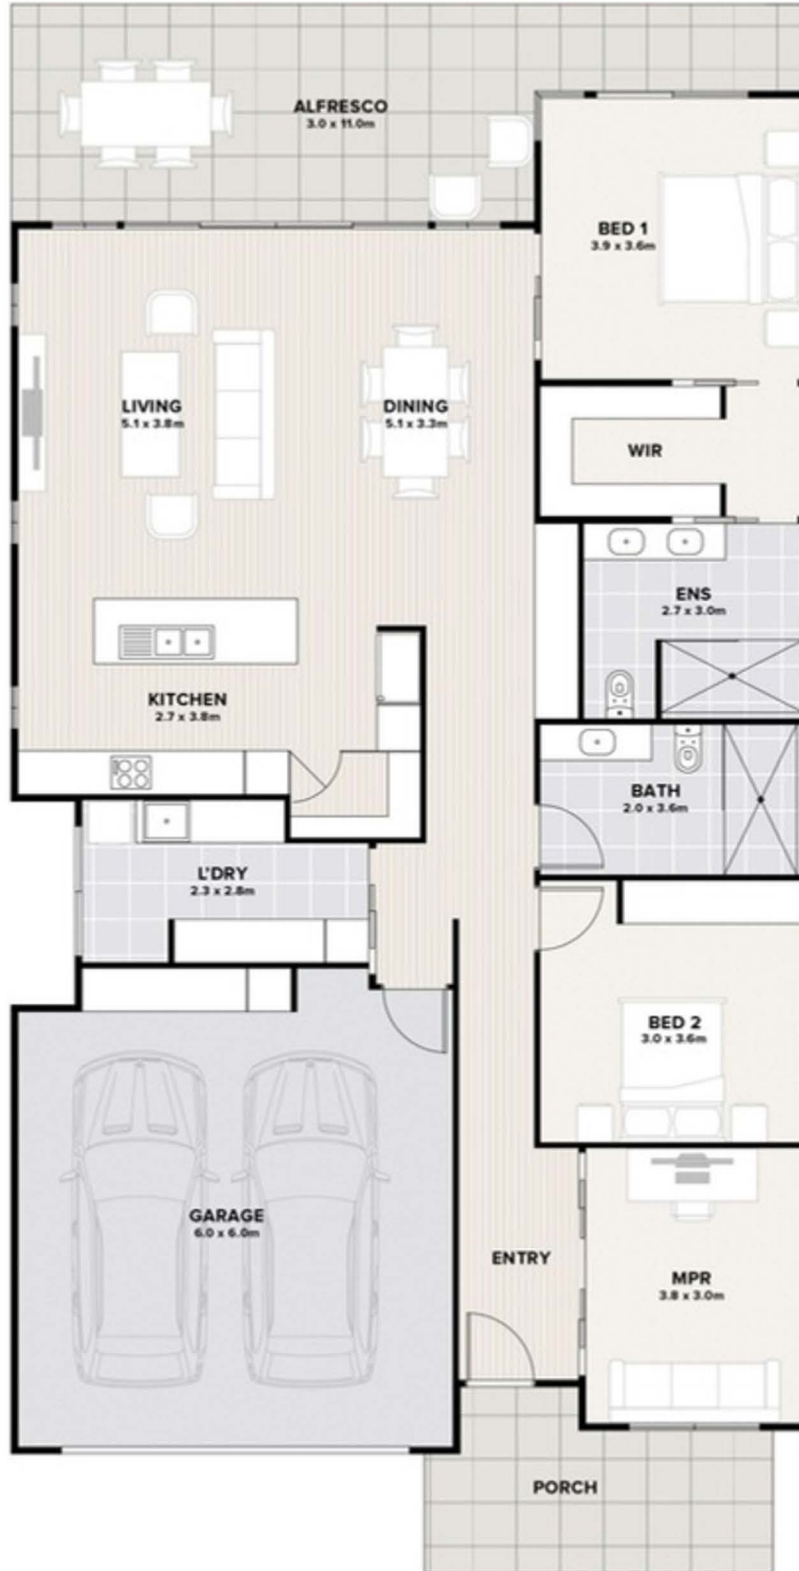 ALFRESCO
3.0 x 11.0m
BED 1
3.9 x 3.6m
LIVING
5.1 x 3.8m
DINING
5.1 x 3.3m
WIR
ENS
2.7 x 3.0m
KITCHEN
2.7 x 3.8m
BATH
2.0 x 3.6m
L'DRY
2.3 x 2.8m
BED 2
3.0 x 3.6m
GARAGE
6.0 x 6.0m
ENTRY
MPR
3.8 x 3.0m
PORCH